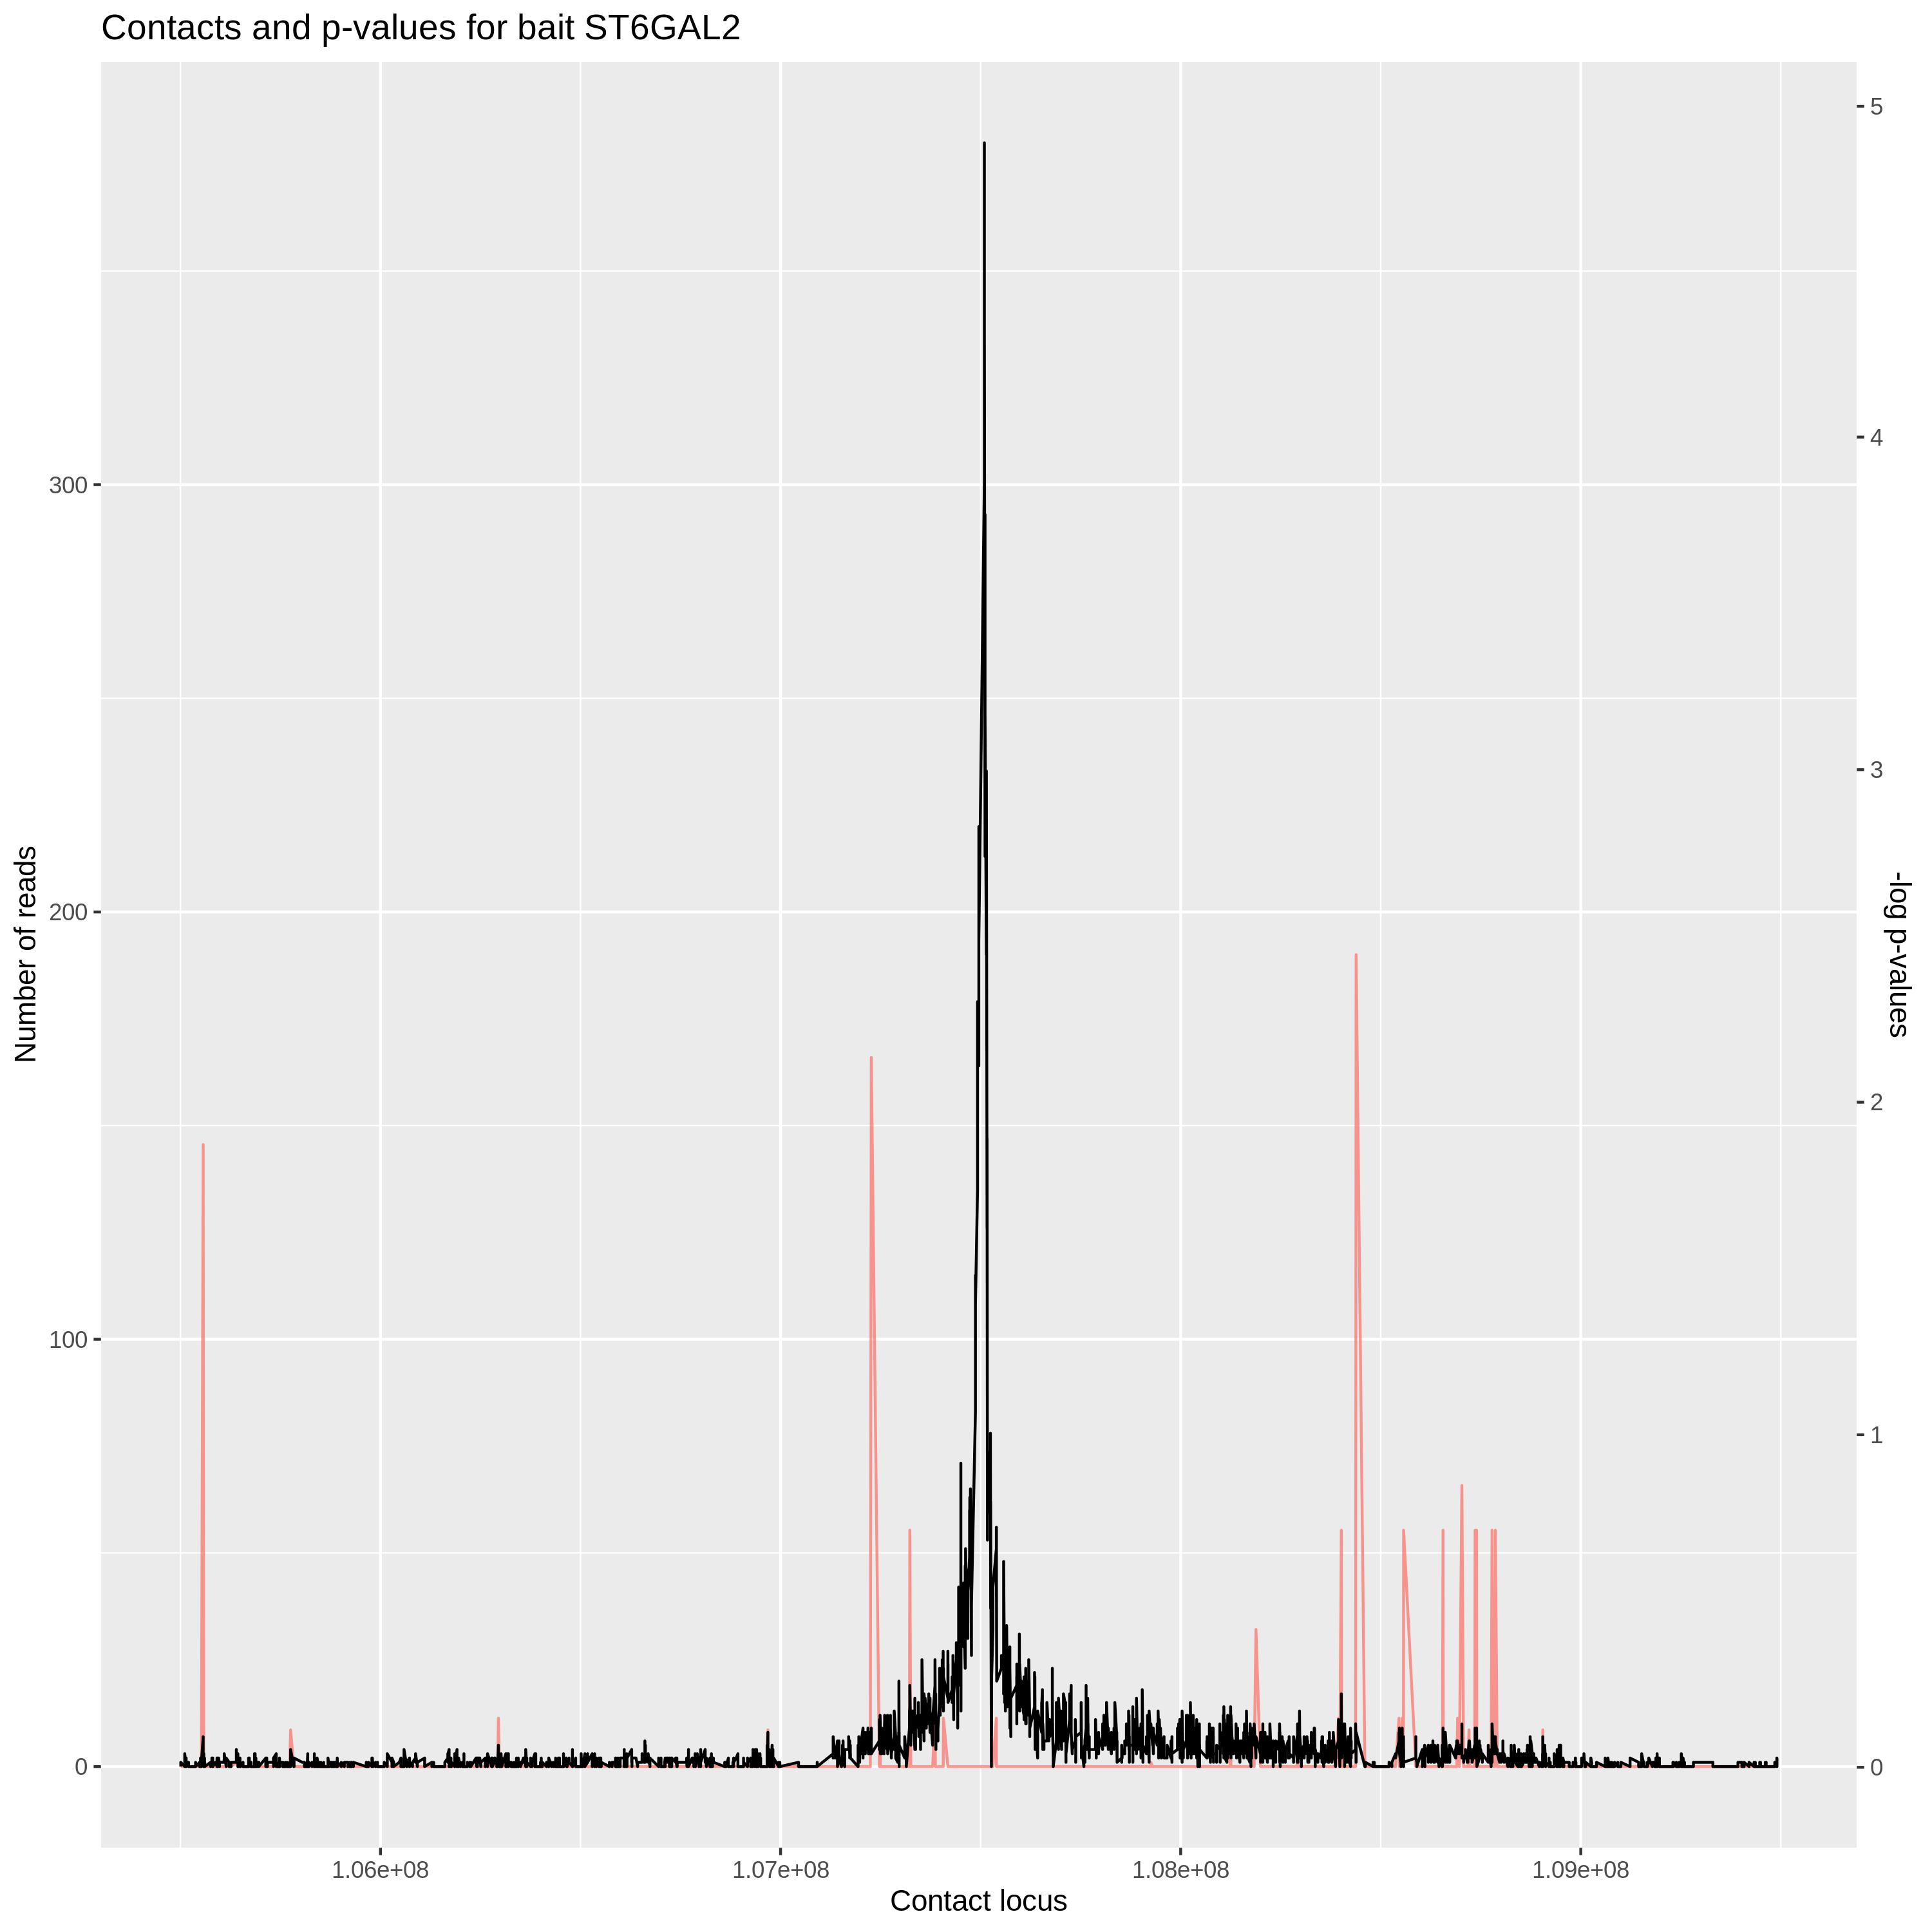 Contacts and p-values for bait ST6GAL2
5
4
300
3
Number of reads
200
-log p-values
2
100
1
0
0
1.06e+08
1.07e+08
1.08e+08
1.09e+08
Contact locus